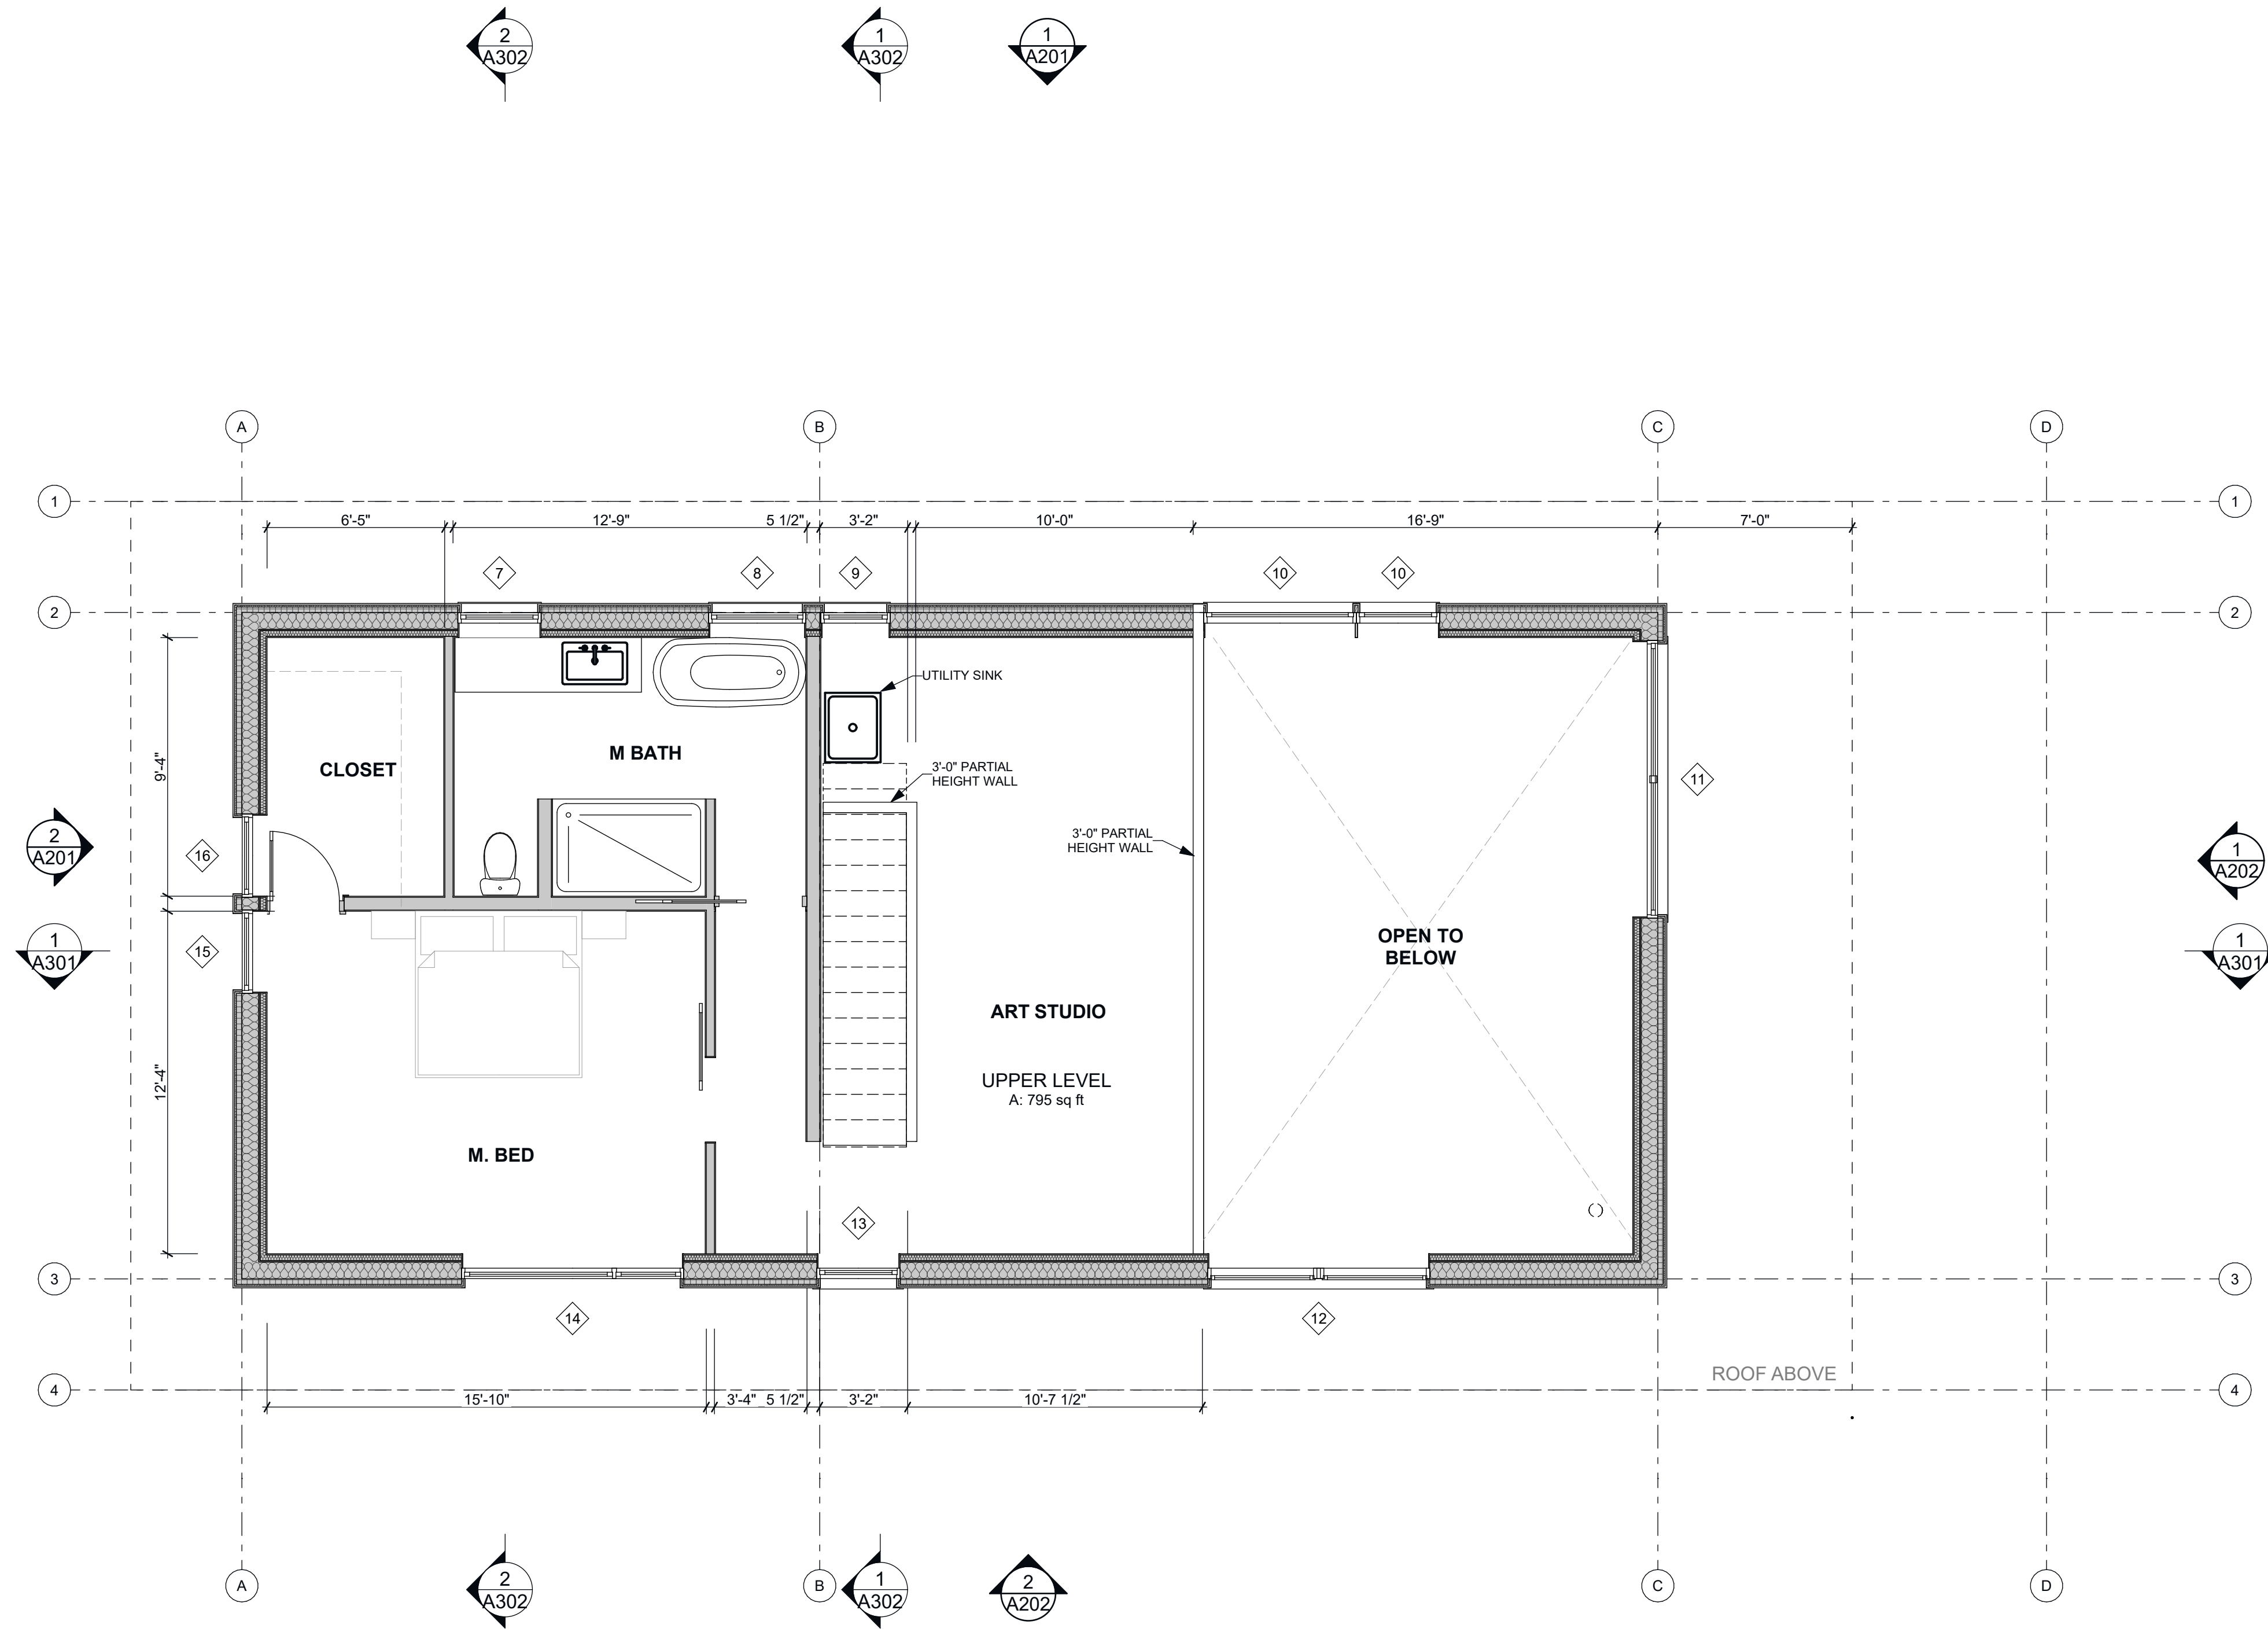 2
A302
1
A302
1
A201
A
B
C
D
1
1
6'-5"
12'-9"
5 1/2"
3'-2"
10'-0"
16'-9"
7'-0"
7
8
9
10
10
2
2
UTILITY SINK
M BATH
CLOSET
9'-4"
3'-0" PARTIAL
HEIGHT WALL
11
3'-0" PARTIAL
HEIGHT WALL
2
A201
16
1
A202
OPEN TO
BELOW
1
A301
15
1
A301
ART STUDIO
12'-4"
UPPER LEVEL
A: 795 sq ft
M. BED
13
3
3
14
12
ROOF ABOVE
4
4
15'-10"
3'-4"
5 1/2"
3'-2"
10'-7 1/2"
A
B
C
D
2
A302
1
A302
2
A202